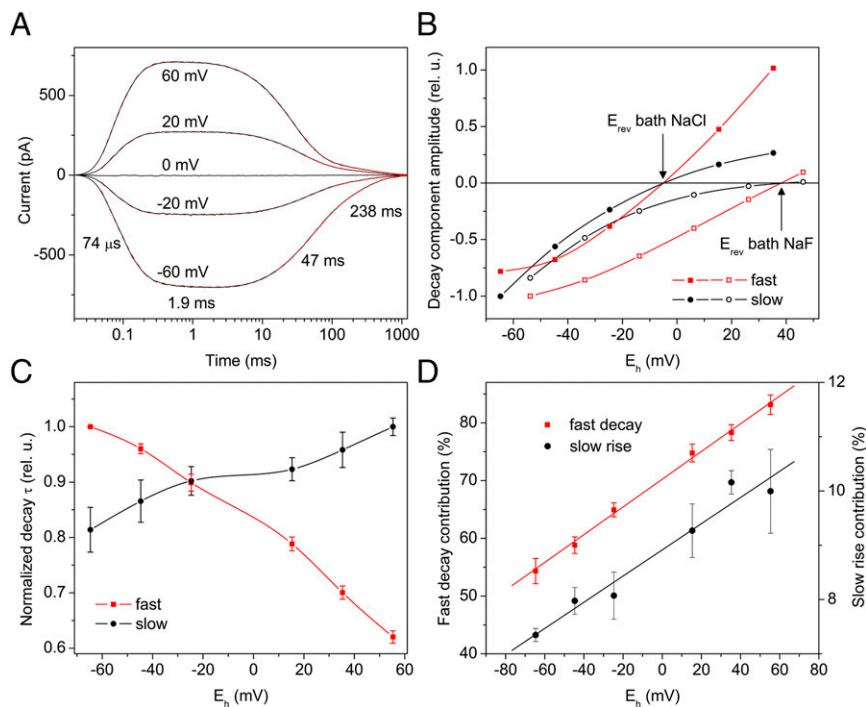 A
500
0
-500
Current (pA)
60 mV
20 mV
0 mV
-20 mV
-60 mV
74 μs
1.9 ms
47 ms
238 ms
0.1 1 10 100 1000
Time (ms)
B
1.0
0.5
0.0
-0.5
-1.0
Decay component amplitude (rel. u.)
Erev bath NaCl
Erev bath NaF
fast
slow
-60 -40 -20 0 20 40
Eh (mV)
C
1.0
0.9
0.8
0.7
0.6
Normalized decay τ (rel. u.)
fast
slow
-60 -40 -20 0 20 40 60
Eh (mV)
D
80
70
60
50
40
Fast decay contribution (%)
fast decay
slow rise
12
10
8
Slow rise contribution (%)
-80 -60 -40 -20 0 20 40 60 80
Eh (mV)